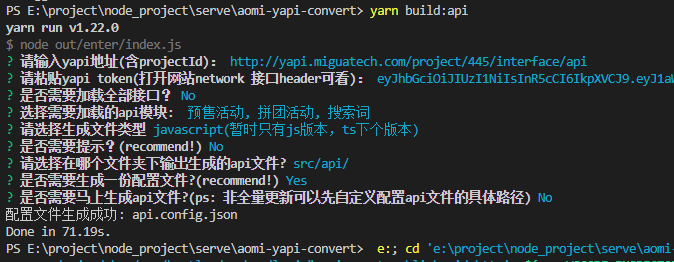 PS E:\project\node_project\serve\aomi-yapi-convert> yarn build:api
yarn run v1.22.0
$ node out/enter/index.js
? 请输入yapi地址(含projectId): http://yapi.miguatech.com/project/445/interface/api
? 请粘贴yapi token(打开网站network 接口header可看): eyJhbGciOiJIUzI1NiIsInR5cCI6IkpXVCJ9.eyJ1aW
? 是否需要加载全部接口? No
? 选择需要加载的api模块: 预售活动, 拼团活动, 搜索词
? 请选择生成文件类型 javascript(暂时只有js版本, ts下个版本)
? 是否需要提示?(recommend!) No
? 请选择在哪个文件夹下输出生成的api文件? src/api/
? 是否需要生成一份配置文件?(recommend!) Yes
? 是否需要马上生成api文件?(ps: 非全量更新可以先自定义配置api文件的具体路径) No
配置文件生成成功: api.config.json
Done in 71.19s.
PS E:\project\node_project\serve\aomi-yapi-convert> e:; cd 'e:\project\node_project\serve\aomi